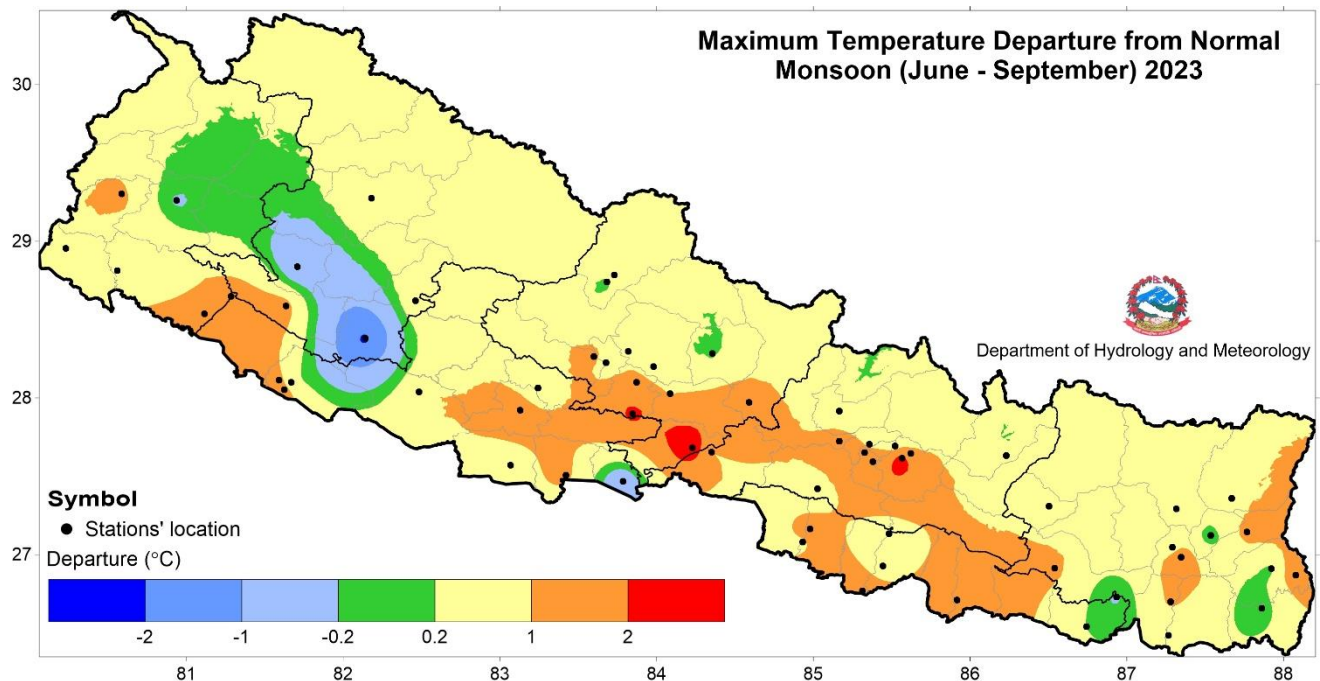 Maximum Temperature Departure from Normal
Monsoon (June - September) 2023
30
29
28
27
Department of Hydrology and Meteorology
Symbol
Stations' location
Departure (°C)
-2 -1 -0.2 0.2 1 2
81 82 83 84 85 86 87 88